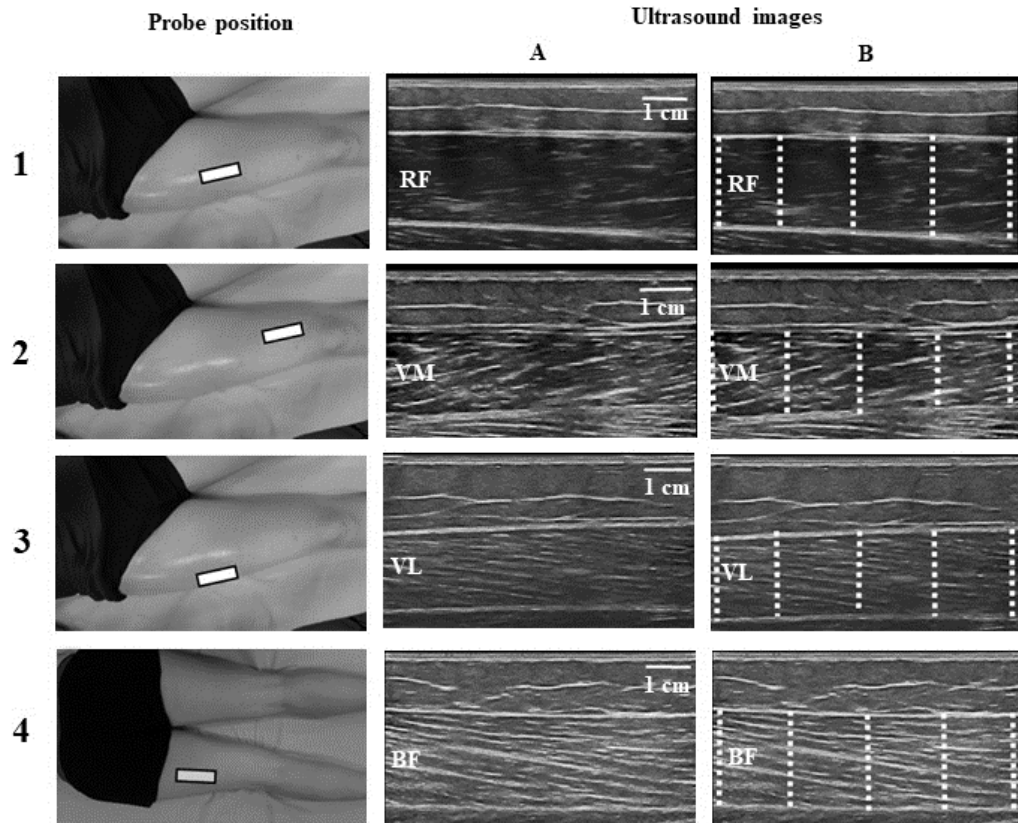 Probe position
Ultrasound images
A
B
1
1 cm
RF
RF
2
1 cm
VM
VM
3
1 cm
VL
VL
4
1 cm
BF
BF